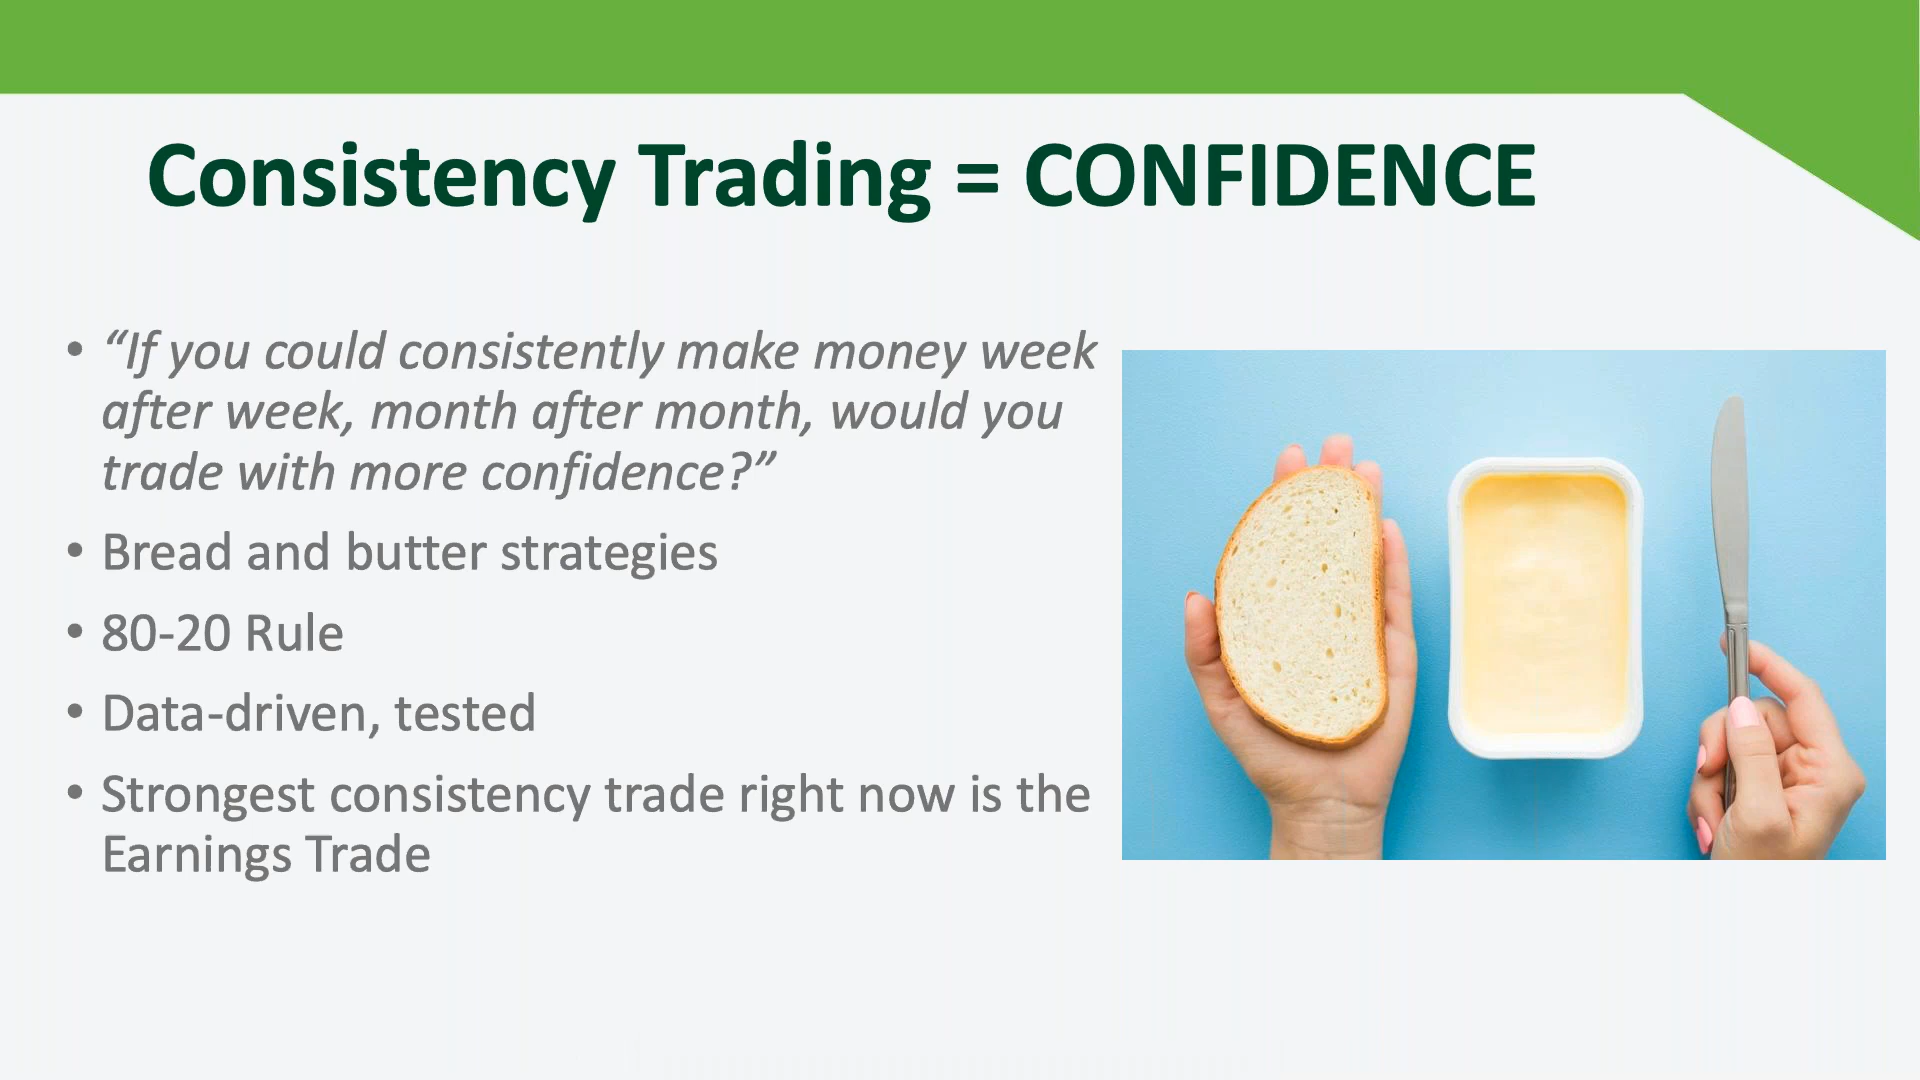 Consistency Trading = CONFIDENCE
• “If you could consistently make money week
after week, month after month, would you
trade with more confidence?”
• Bread and butter strategies
• 80-20 Rule
• Data-driven, tested
• Strongest consistency trade right now is the
Earnings Trade